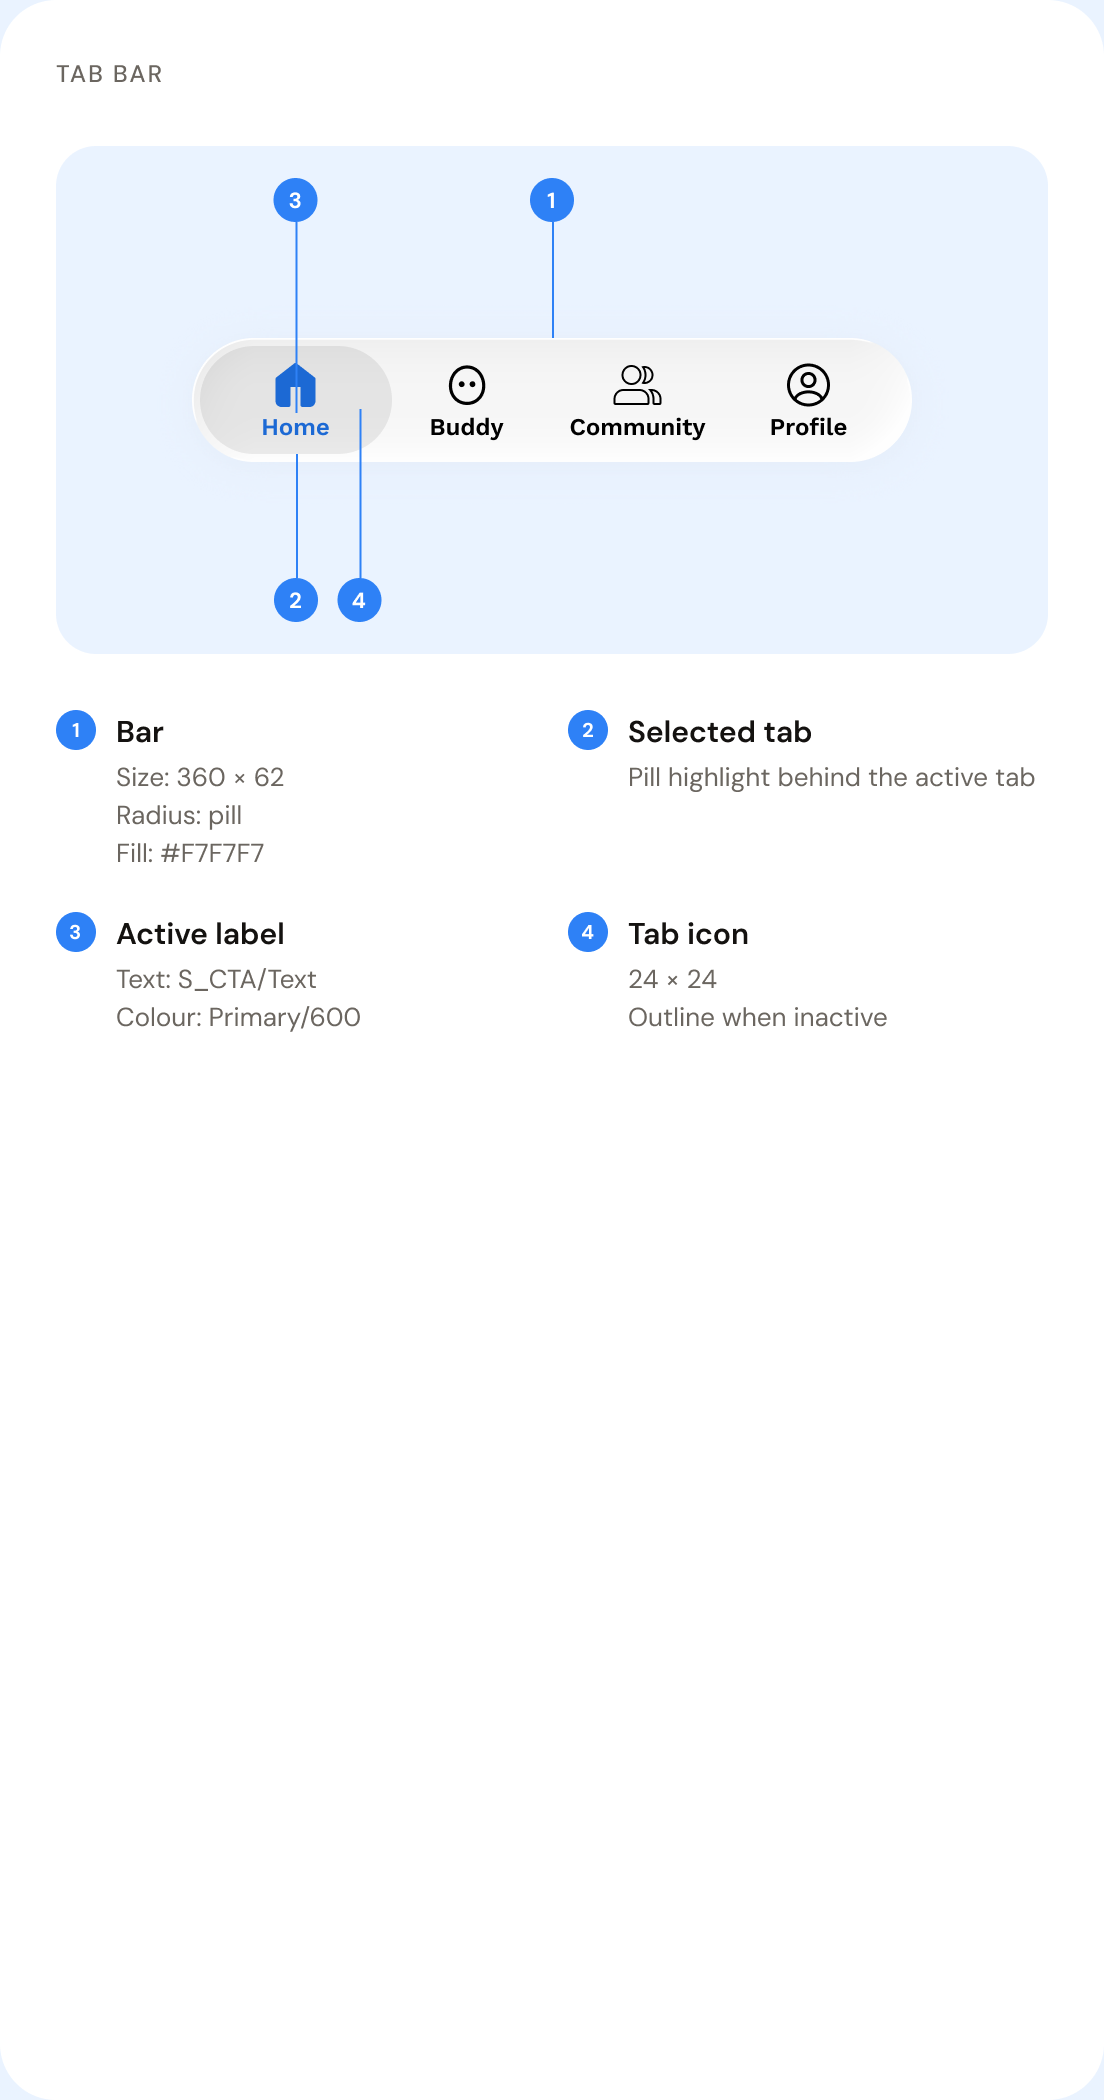 TAB BAR
3
1
Home
Buddy
Community
Profile
2
4
1
Bar
Size: 360 × 62
Radius: pill
Fill: #F7F7F7
2
Selected tab
Pill highlight behind the active tab
3
Active label
Text: S_CTA/Text
Colour: Primary/600
4
Tab icon
24 × 24
Outline when inactive